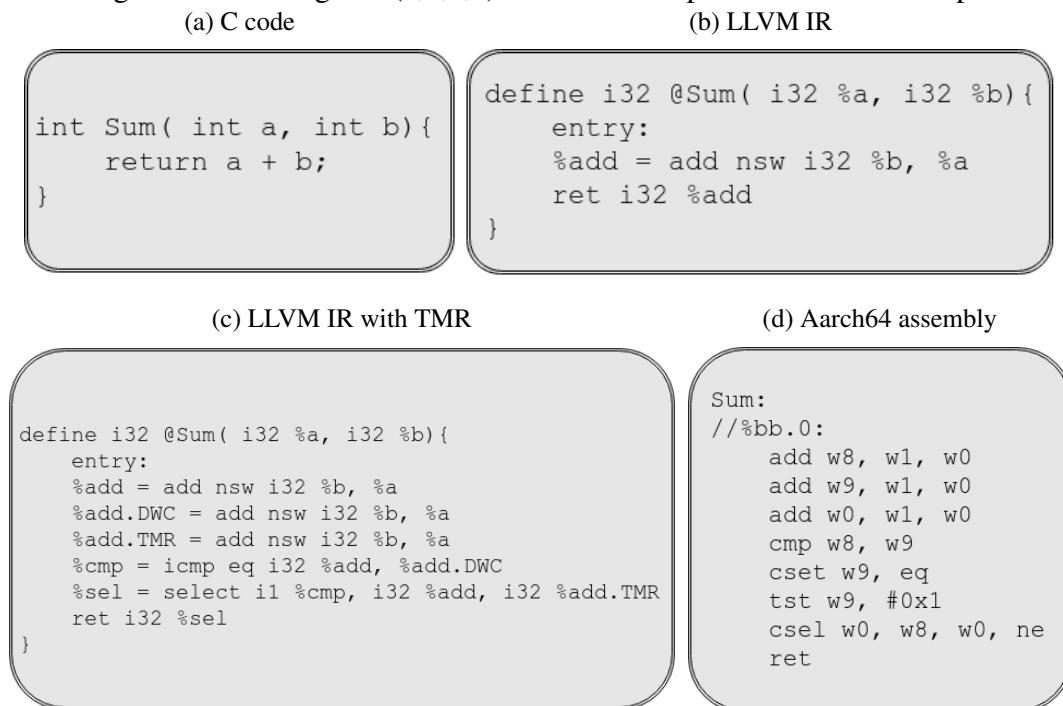 (a) C code
(b) LLVM IR
int Sum( int a, int b){
return a + b;
}
define i32 @Sum( i32 %a, i32 %b){
entry:
%add = add nsw i32 %b, %a
ret i32 %add
}
(c) LLVM IR with TMR
(d) Aarch64 assembly
define i32 @Sum( i32 %a, i32 %b){
entry:
%add = add nsw i32 %b, %a
%add.DWC = add nsw i32 %b, %a
%add.TMR = add nsw i32 %b, %a
%cmp = icmp eq i32 %add, %add.DWC
%sel = select i1 %cmp, i32 %add, i32 %add.TMR
ret i32 %sel
}
Sum:
//%bb.0:
add w8, w1, w0
add w9, w1, w0
add w0, w1, w0
cmp w8, w9
cset w9, eq
tst w9, #0x1
csel w0, w8, w0, ne
ret